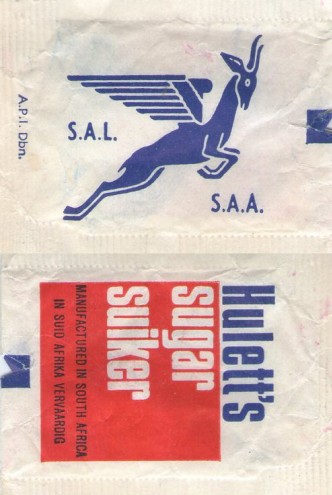 S.A.L.
S.A.A.
A.P.I. Dbn.
Hulett's
sugar
suiker
MANUFACTURED IN SOUTH AFRICA
IN SUID AFRIKA VERVAARDIG